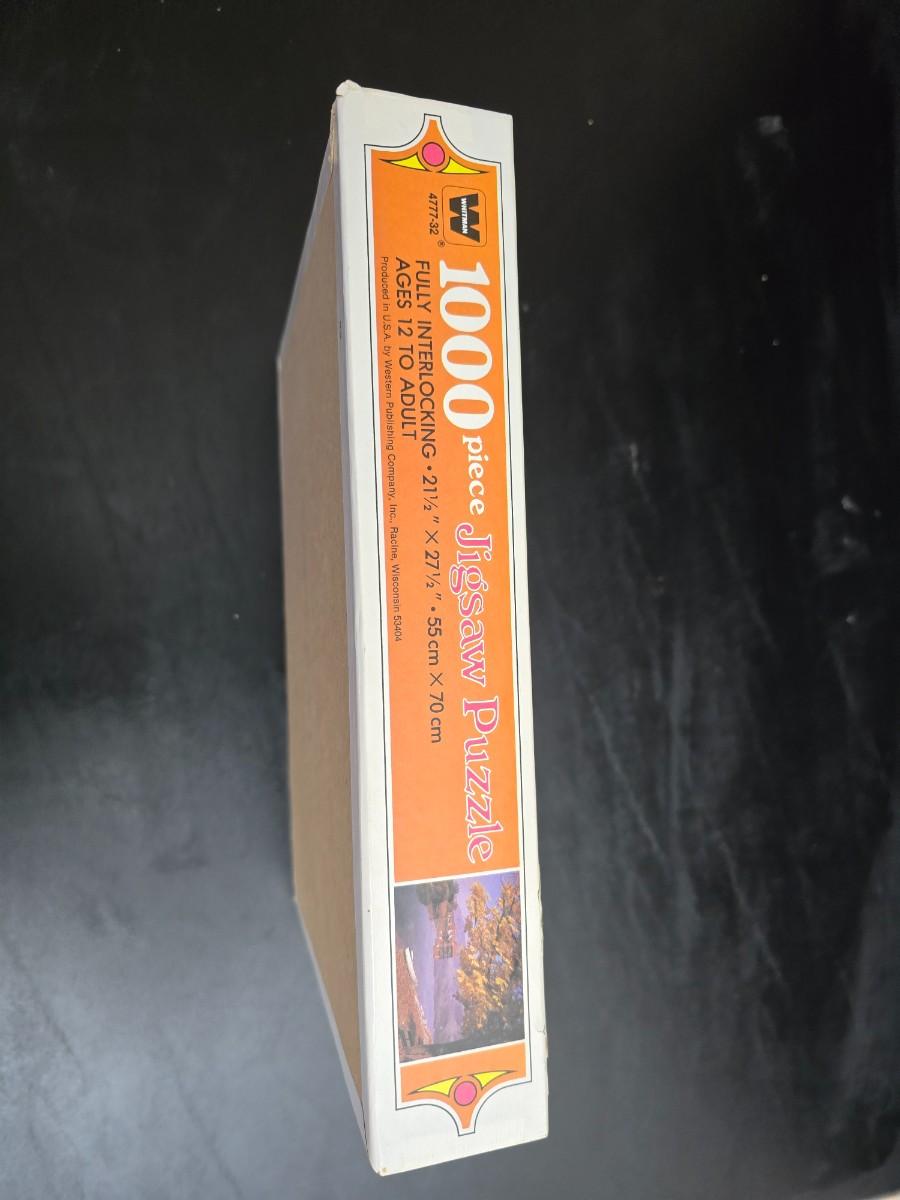 WHITMAN
W
®
4777-32
1000 piece Jigsaw Puzzle
FULLY INTERLOCKING • 21½" X 27½" • 55 cm X 70 cm
AGES 12 TO ADULT
Produced in U.S.A. by Western Publishing Company, Inc., Racine, Wisconsin 53404